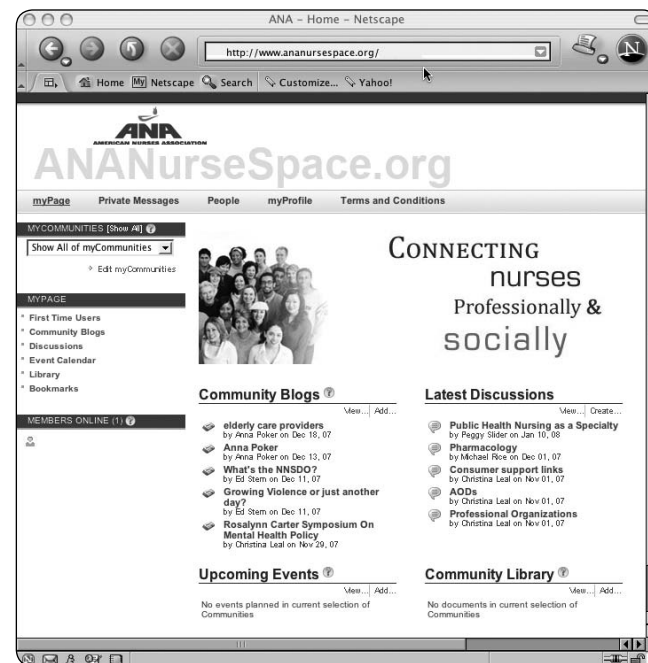 ANA – Home – Netscape
http://www.ananursespace.org/
N
Home My Netscape Search Customize... Yahoo!
ANA
AMERICAN NURSES ASSOCIATION
ANANurseSpace.org
myPage Private Messages People myProfile Terms and Conditions
MYCOMMUNITIES [Show All] ?
Show All of myCommunities
Edit myCommunities
MYPAGE
First Time Users
Community Blogs
Discussions
Event Calendar
Library
Bookmarks
MEMBERS ONLINE (1) ?
CONNECTING
nurses
Professionally &
socially
Community Blogs ?
View... Add...
elderly care providers
by Anna Poker on Dec 18, 07
Anna Poker
by Anna Poker on Dec 13, 07
What's the NNSDO?
by Ed Stern on Dec 11, 07
Growing Violence or just another
day?
by Ed Stern on Dec 11, 07
Rosalynn Carter Symposium On
Mental Health Policy
by Christina Leal on Nov 29, 07
Latest Discussions
View... Create...
Public Health Nursing as a Specialty
by Peggy Slider on Jan 10, 08
Pharmacology
by Michael Rice on Dec 01, 07
Consumer support links
by Christina Leal on Nov 01, 07
AODs
by Christina Leal on Nov 01, 07
Professional Organizations
by Christina Leal on Nov 01, 07
Upcoming Events ?
View... Add...
No events planned in current selection of
Communities
Community Library ?
View... Add...
No documents in current selection of
Communities